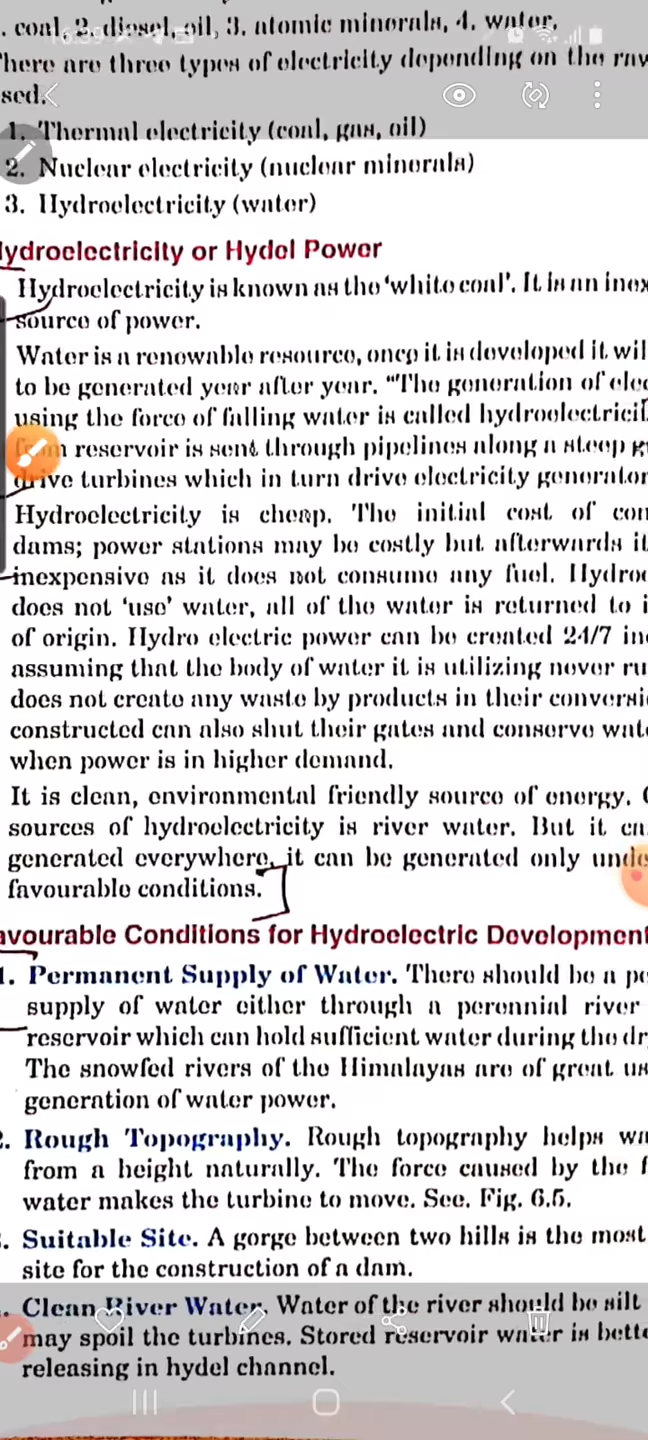 . coal, 2. diesel, oil, 3. atomic minerals, 4. water.
16:39
here are three types of electricity depending on the raw
sed.
1. Thermal electricity (coal, gas, oil)
2. Nuclear electricity (nuclear minerals)
3. Hydroelectricity (water)
ydroelectricity or Hydel Power
Hydroelectricity is known as the 'white coal'. It is an inex
source of power.
Water is a renewable resource, once it is developed it wil
to be generated year after year. "The generation of elec
using the force of falling water is called hydroelectricit
from reservoir is sent through pipelines along a steep g
drive turbines which in turn drive electricity generator
Hydroelectricity is cheap. The initial cost of con
dams; power stations may be costly but afterwards it
inexpensive as it does not consume any fuel. Hydroe
does not 'use' water, all of the water is returned to i
of origin. Hydro electric power can be created 24/7 in
assuming that the body of water it is utilizing never ru
does not create any waste by products in their conversi
constructed can also shut their gates and conserve wat
when power is in higher demand.
It is clean, environmental friendly source of energy.
sources of hydroelectricity is river water. But it ca
generated everywhere, it can be generated only unde
favourable conditions.
avourable Conditions for Hydroelectric Development
1. Permanent Supply of Water. There should be a pe
supply of water either through a perennial river
reservoir which can hold sufficient water during the dr
The snowfed rivers of the Himalayas are of great us
generation of water power.
2. Rough Topography. Rough topography helps wa
from a height naturally. The force caused by the f
water makes the turbine to move. See. Fig. 6.5.
. Suitable Site. A gorge between two hills is the most
site for the construction of a dam.
. Clean River Water. Water of the river should be silt
may spoil the turbines. Stored reservoir water is bette
releasing in hydel channel.